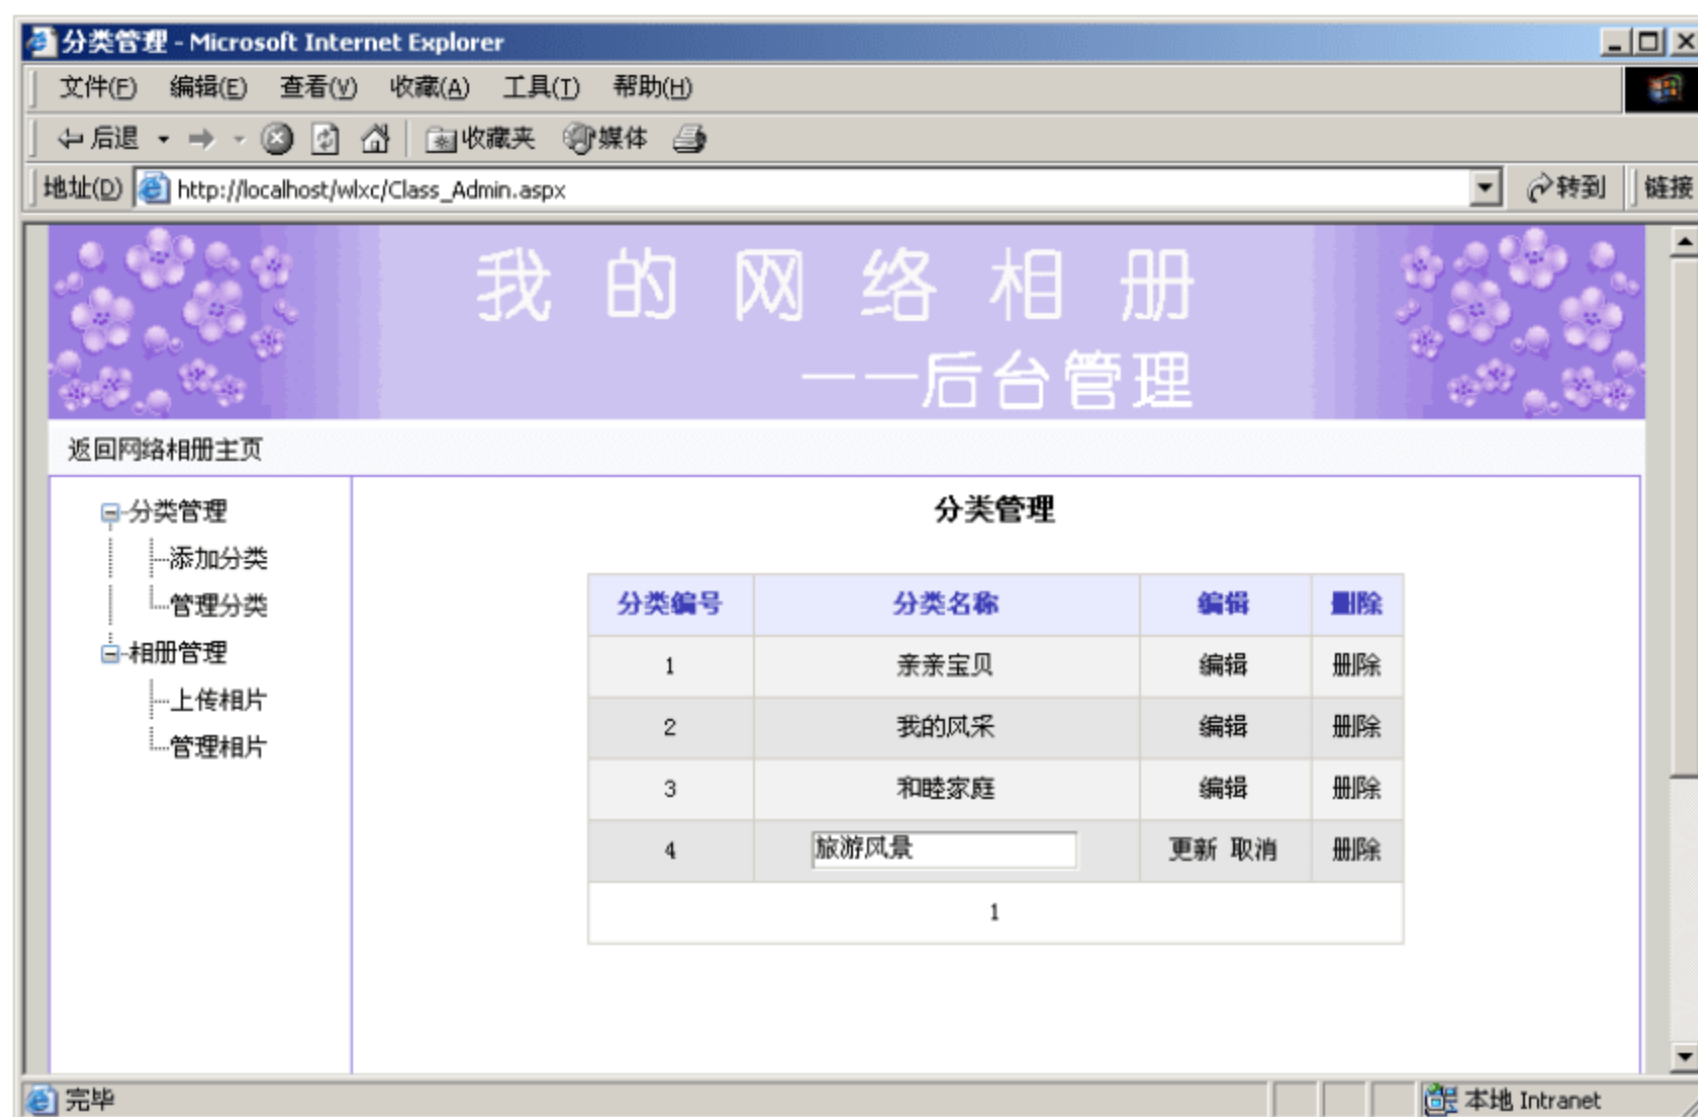 分类管理 - Microsoft Internet Explorer
文件(F) 编辑(E) 查看(V) 收藏(A) 工具(T) 帮助(H)
后退 收藏夹 媒体
地址(D) http://localhost/wlxc/Class_Admin.aspx 转到 链接
我的网络相册
——后台管理
返回网络相册主页
分类管理
添加分类
管理分类
相册管理
上传相片
管理相片
分类管理
分类编号 分类名称 编辑 删除
1 亲亲宝贝 编辑 删除
2 我的风采 编辑 删除
3 和睦家庭 编辑 删除
4 旅游风景 更新 取消 删除
1
完毕 本地 Intranet